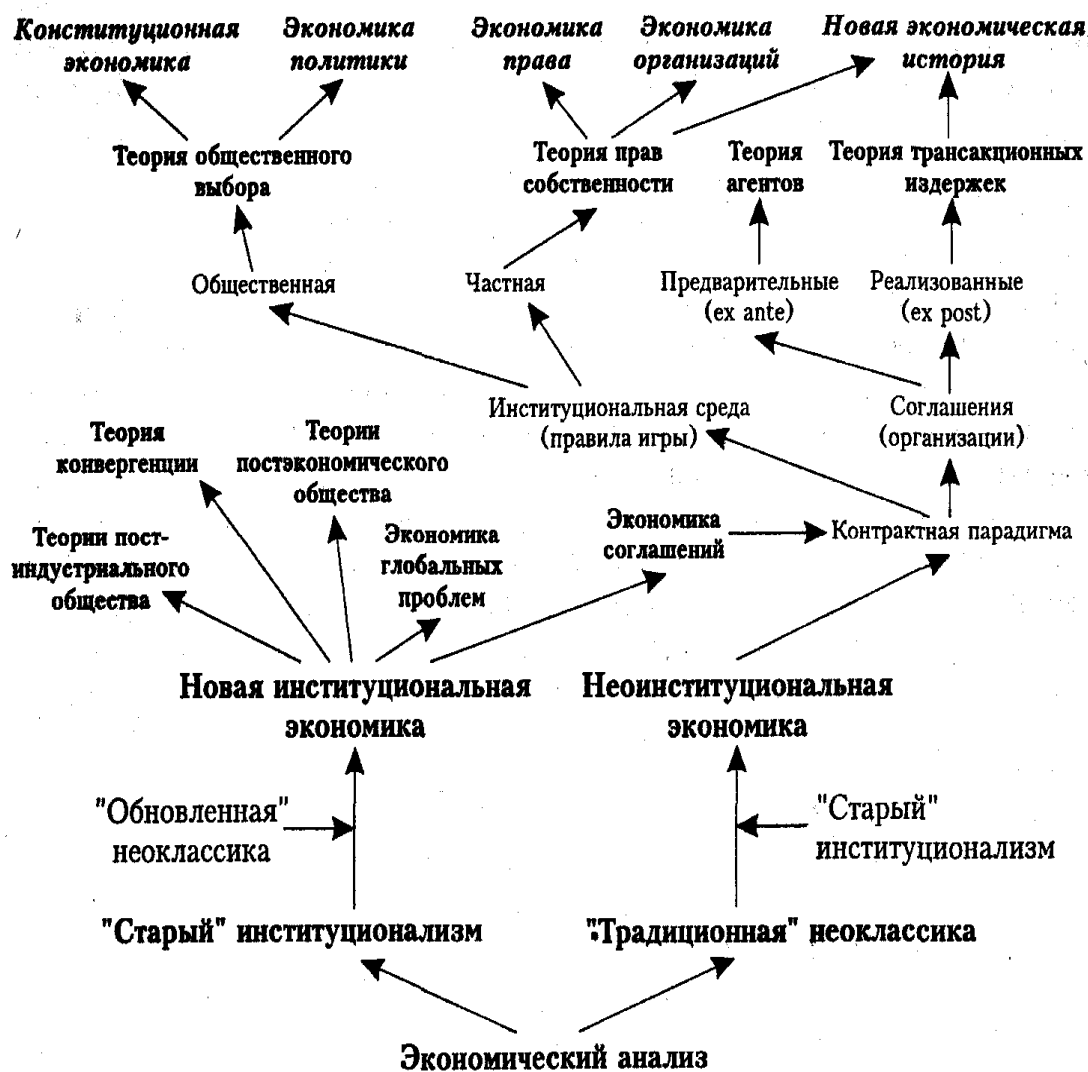 Конституционная
экономика
Экономика
политики
Экономика
права
Экономика
организаций
Новая экономическая
история
Теория общественного
выбора
Теория прав
собственности
Теория
агентов
Теория трансакционных
издержек
Общественная
Частная
Предварительные
(ex ante)
Реализованные
(ex post)
Институциональная среда
(правила игры)
Соглашения
(организации)
Теория
конвергенции
Теории
постэкономического
общества
Теории пост-
индустриального
общества
Экономика
глобальных
проблем
Экономика
соглашений
Контрактная парадигма
Новая институциональная
экономика
Неоинституциональная
экономика
"Обновленная"
неоклассика
"Старый"
институционализм
"Старый" институционализм
"Традиционная" неоклассика
Экономический анализ